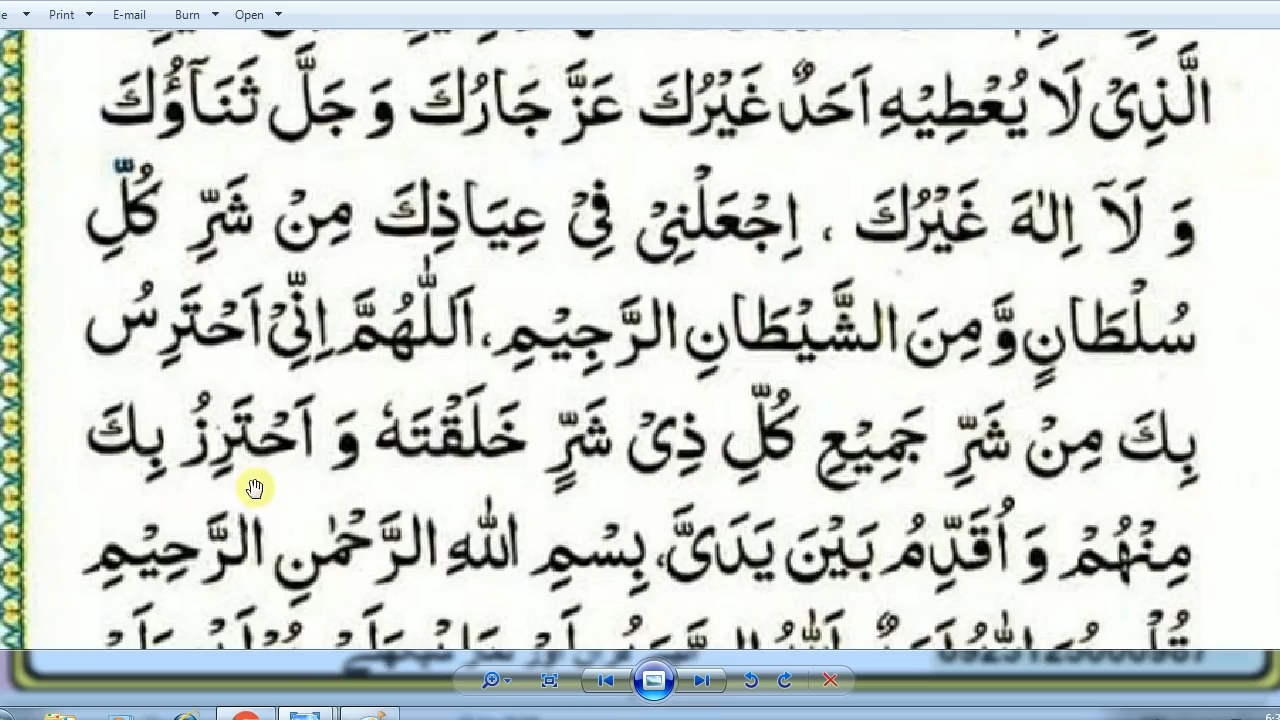 Print
E-mail
Burn
Open
الَّذِیْ لَا یُعْطِیْهِ اَحَدٌ غَیْرُكَ عَزَّ جَارُكَ وَ جَلَّ ثَنَآؤُكَ
وَ لَآ اِلٰهَ غَیْرُكَ ، اِجْعَلْنِیْ فِیْ عِیَاذِكَ مِنْ شَرِّ كُلِّ
سُلْطَانٍ وَّ مِنَ الشَّیْطَانِ الرَّجِیْمِ، اَللّٰهُمَّ اِنِّیْ اَحْتَرِسُ
بِكَ مِنْ شَرِّ جَمِیْعِ كُلِّ ذِیْ شَرٍّ خَلَقْتَهٗ وَ اَحْتَرِزُ بِكَ
مِنْهُمْ وَ اُقَدِّمُ بَیْنَ یَدَیَّ، بِسْمِ اللّٰهِ الرَّحْمٰنِ الرَّحِیْمِ